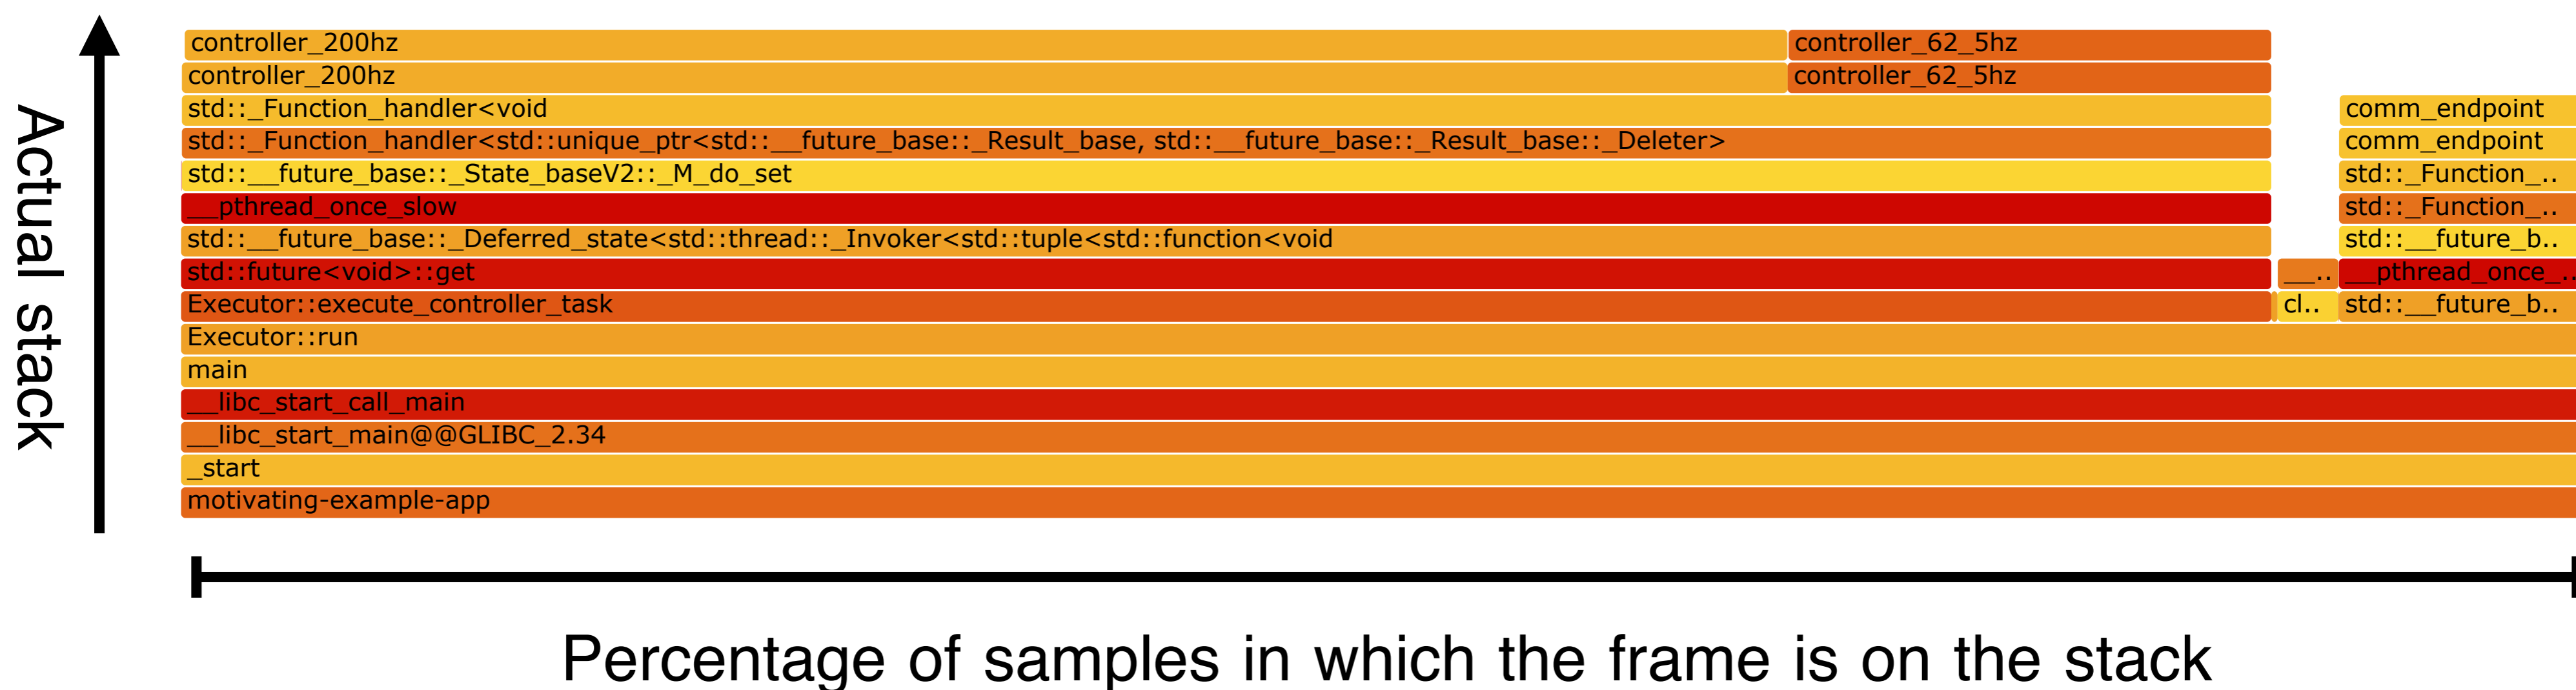 Actual stack
controller_200hz controller_62_5hz
controller_200hz controller_62_5hz
std::_Function_handler<void comm_endpoint
std::_Function_handler<std::unique_ptr<std::__future_base::_Result_base, std::__future_base::_Result_base::_Deleter> comm_endpoint
std::__future_base::_State_baseV2::_M_do_set std::_Function_..
__pthread_once_slow std::_Function_..
std::__future_base::_Deferred_state<std::thread::_Invoker<std::tuple<std::function<void std::__future_b..
std::future<void>::get __.. __pthread_once_..
Executor::execute_controller_task cl.. std::__future_b..
Executor::run
main
__libc_start_call_main
__libc_start_main@@GLIBC_2.34
_start
motivating-example-app
Percentage of samples in which the frame is on the stack